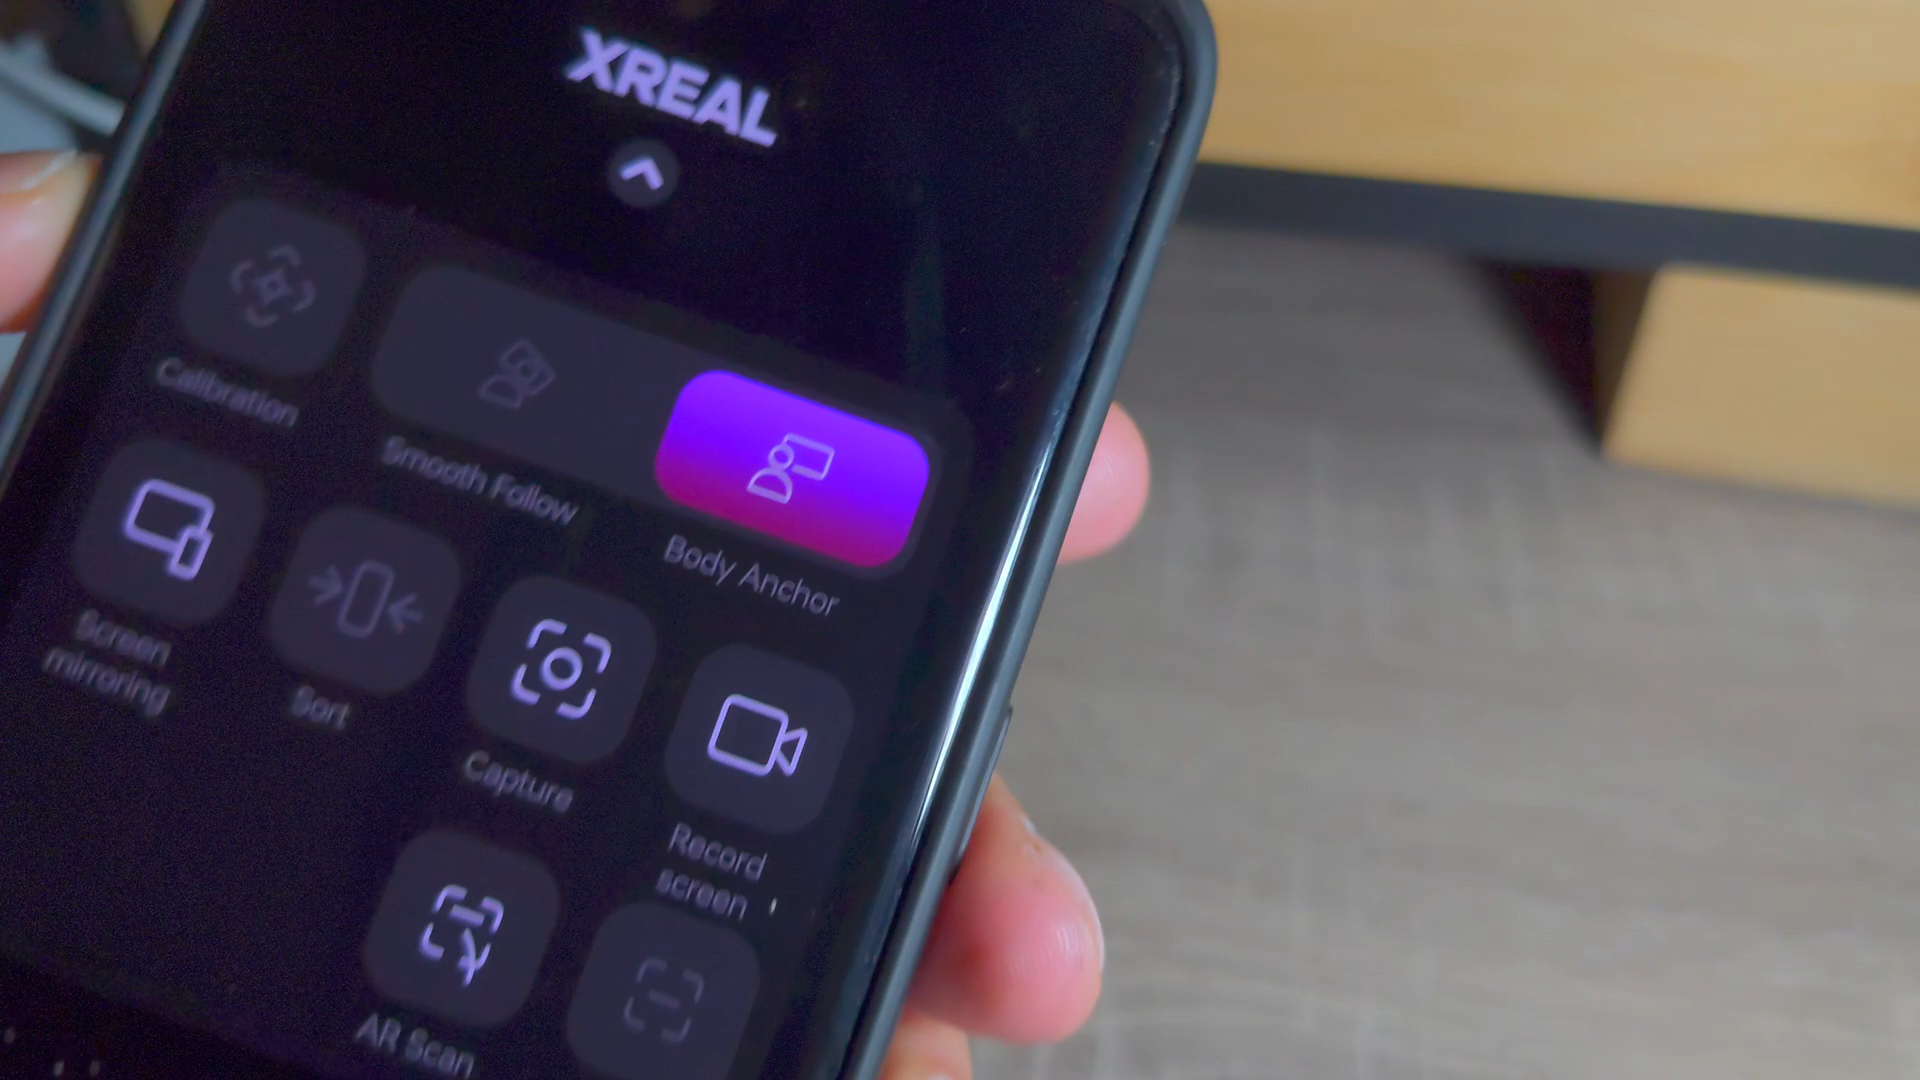 XREAL
Calibration
Smooth Follow
Body Anchor
Screen
mirroring
Sort
Capture
Record
screen
AR Scan